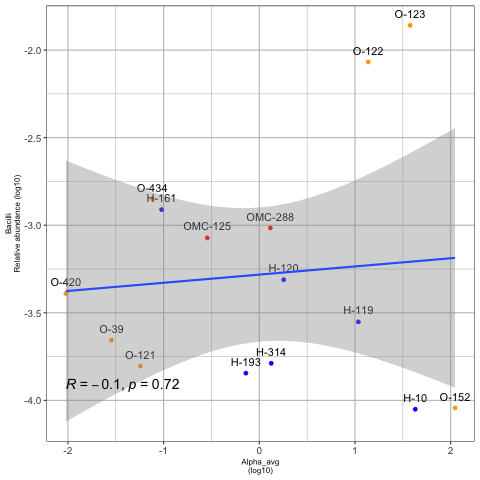 O-123
-2.0
O-122
-2.5
O-434
H-161
-3.0
OMC-125
OMC-288
H-120
O-420
-3.5
H-119
O-39
O-121
H-193
H-314
R = −0.1, p = 0.72
-4.0
H-10
O-152
Bacilli
Relative abundance (log10)
-2 -1 0 1 2
Alpha_avg
(log10)